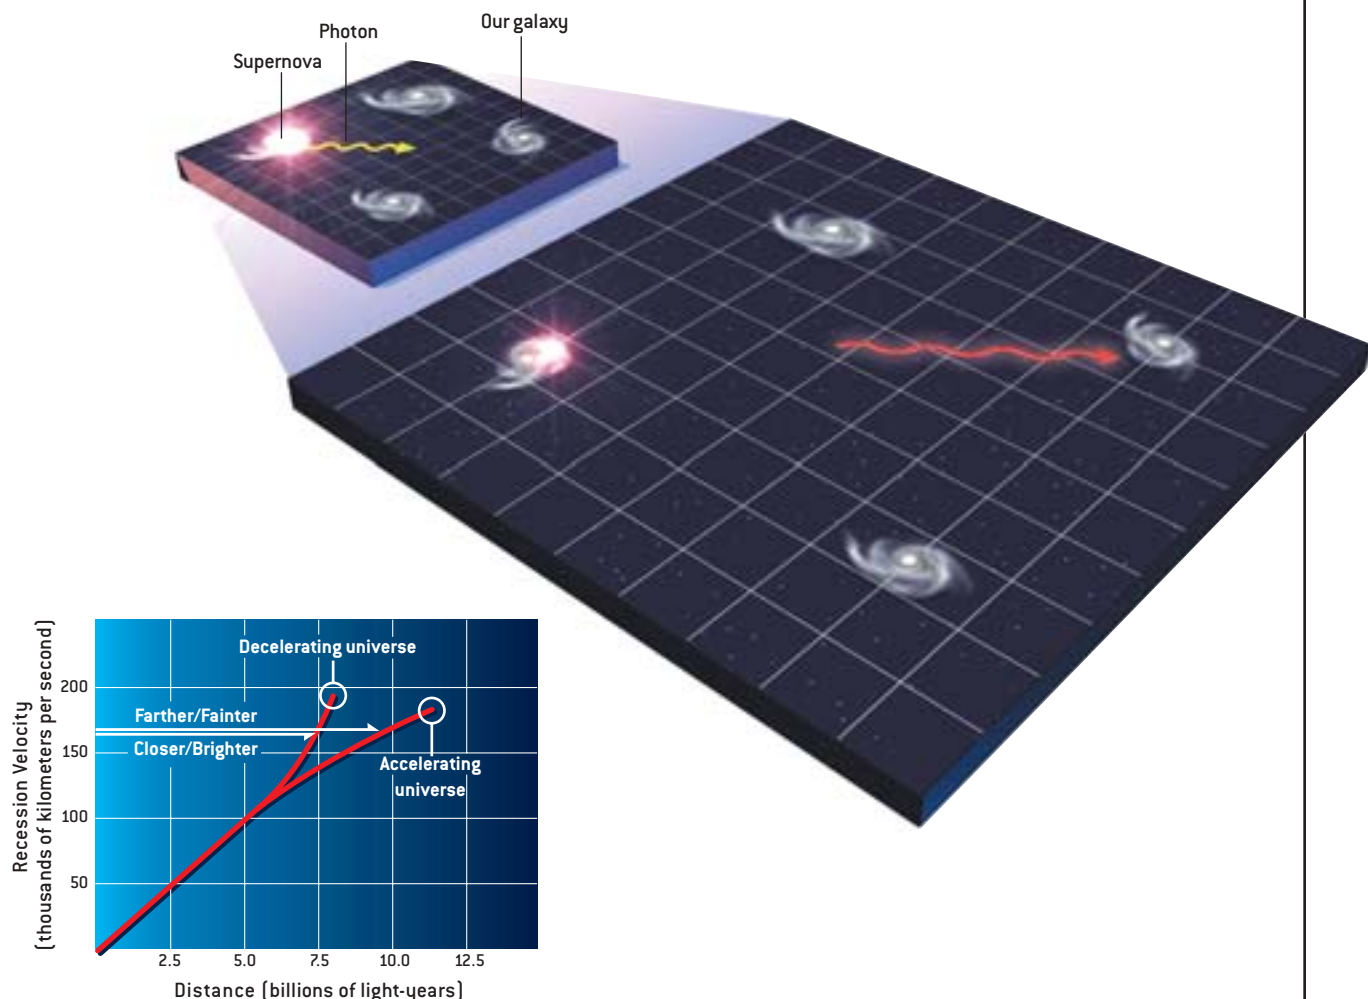 Our galaxy
Photon
Supernova
Recession Velocity
(thousands of kilometers per second)
200
150
100
50
Decelerating universe
Farther/Fainter
Closer/Brighter
Accelerating
universe
2.5 5.0 7.5 10.0 12.5
Distance (billions of light-years)